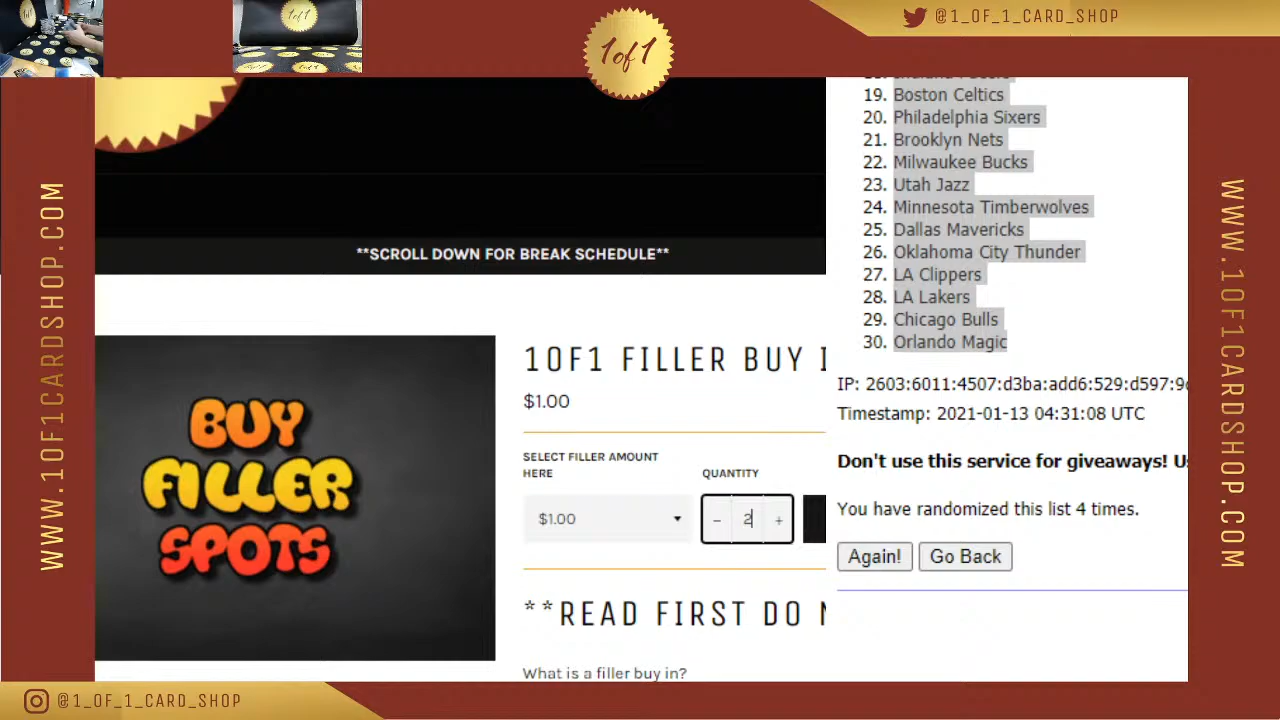 @1_OF_1_CARD_SHOP
1of1
19. Boston Celtics
20. Philadelphia Sixers
21. Brooklyn Nets
22. Milwaukee Bucks
23. Utah Jazz
24. Minnesota Timberwolves
25. Dallas Mavericks
26. Oklahoma City Thunder
27. LA Clippers
28. LA Lakers
29. Chicago Bulls
30. Orlando Magic
IP: 2603:6011:4507:d3ba:add6:529:d597:9
Timestamp: 2021-01-13 04:31:08 UTC
Don't use this service for giveaways!
You have randomized this list 4 times.
Again! Go Back
**SCROLL DOWN FOR BREAK SCHEDULE**
BUY
FILLER
SPOTS
1OF1 FILLER BUY
$1.00
SELECT FILLER AMOUNT
HERE
QUANTITY
$1.00
− 2 +
**READ FIRST DO
What is a filler buy in?
WWW.1OF1CARDSHOP.COM
WWW.1OF1CARDSHOP.COM
@1_OF_1_CARD_SHOP